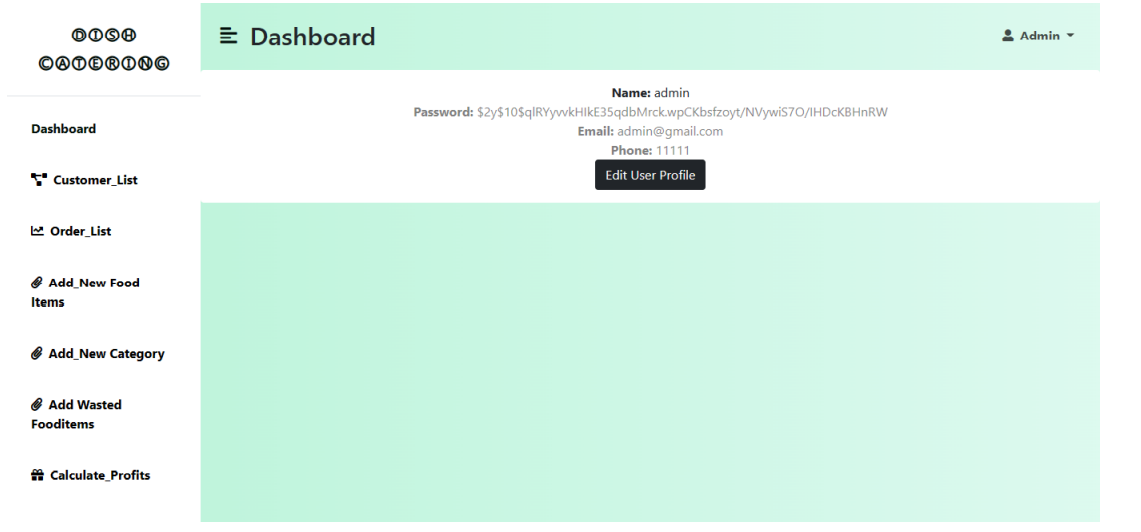 ⒹⒾⓈⒽ
ⒸⒶⓉⒺⓇⒾⓃⒼ
Dashboard
Customer_List
Order_List
Add_New Food
Items
Add_New Category
Add Wasted
Fooditems
Calculate_Profits
Dashboard
Admin
Name: admin
Password: $2y$10$qlRYyvvkHIkE35qdbMrck.wpCKbsfzoyt/NVywiS7O/IHDcKBHnRW
Email: admin@gmail.com
Phone: 11111
Edit User Profile